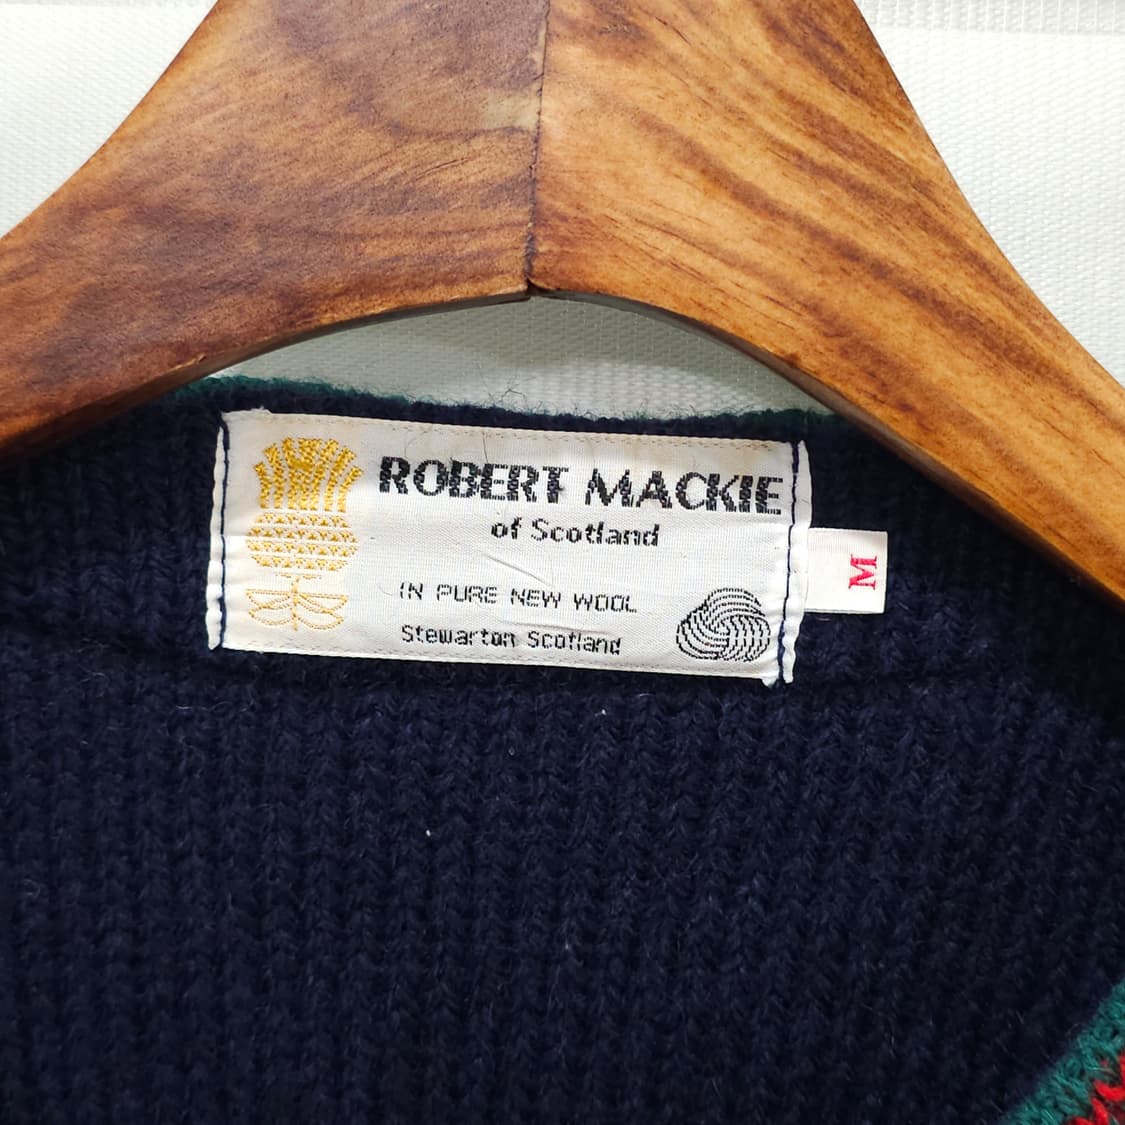 ROBERT MACKIE
of Scotland
IN PURE NEW WOOL
Stewarton Scotland
M